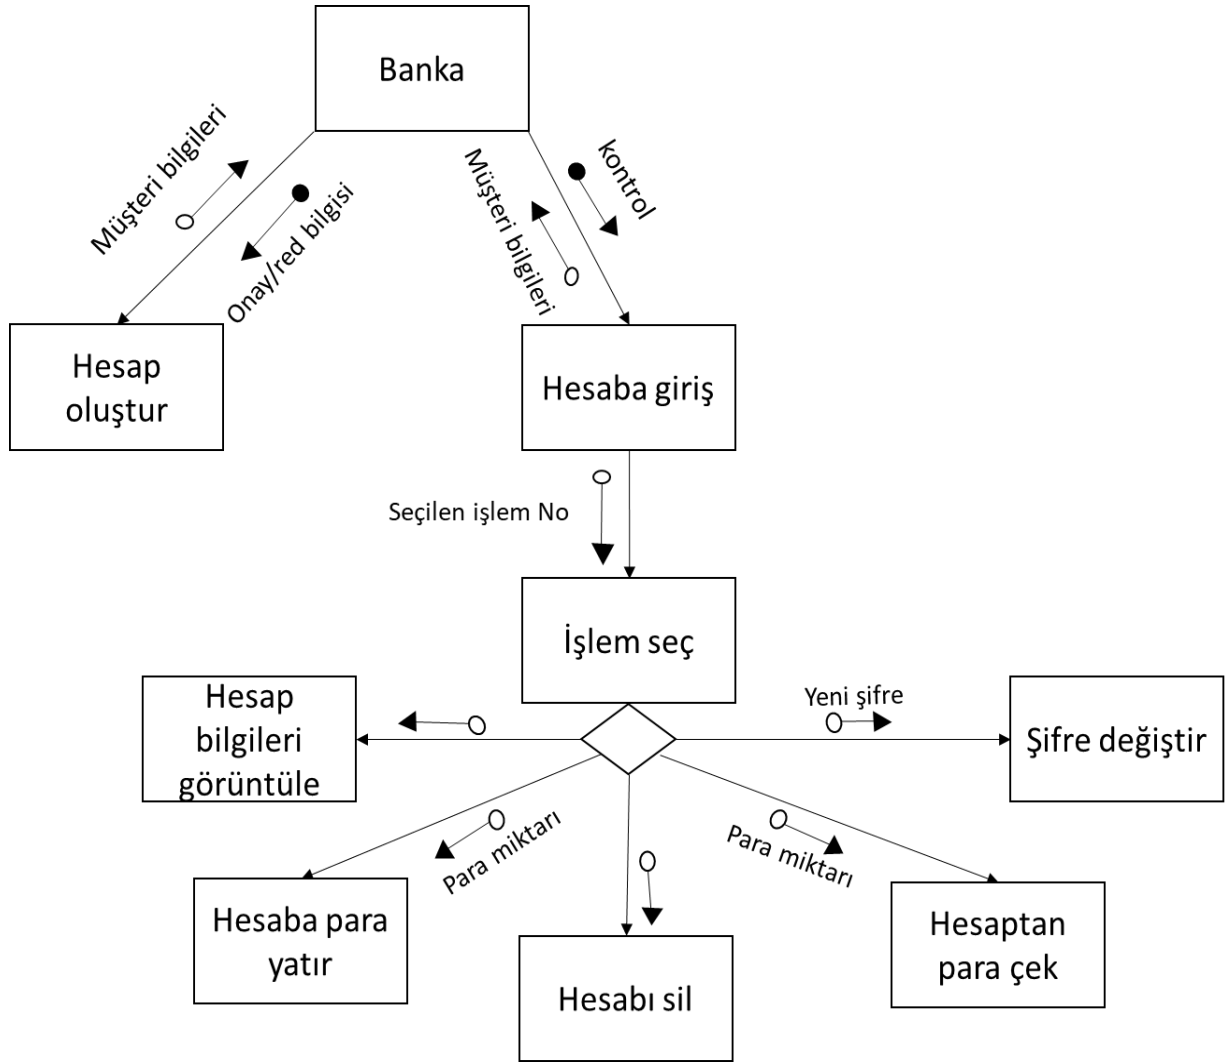 Banka
Müşteri bilgileri
Onay/red bilgisi
Müşteri bilgileri
kontrol
Hesap
oluştur
Hesaba giriş
Seçilen işlem No
İşlem seç
Hesap
bilgileri
görüntüle
Yeni şifre
Şifre değiştir
Para miktarı
Para miktarı
Hesaba para
yatır
Hesabı sil
Hesaptan
para çek